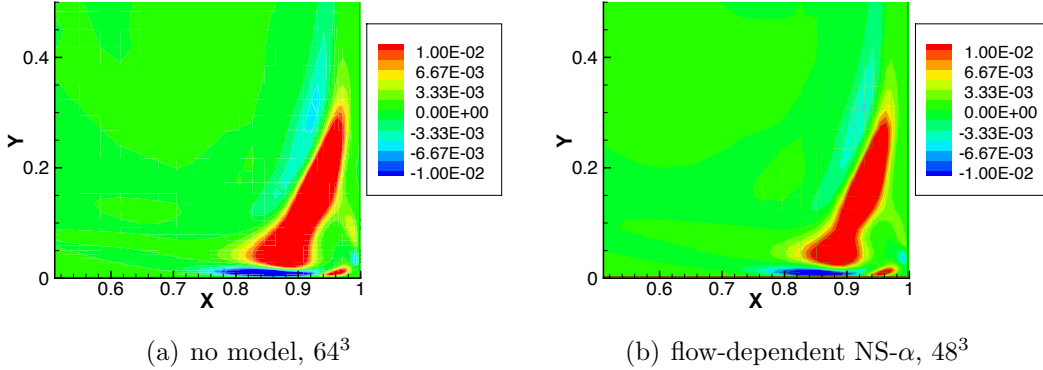 0.4
0.2
0
Y
0.6
0.7
0.8
0.9
1
X
1.00E-02
6.67E-03
3.33E-03
0.00E+00
-3.33E-03
-6.67E-03
-1.00E-02
(a) no model, 64³
0.4
0.2
0
Y
0.6
0.7
0.8
0.9
1
X
1.00E-02
6.67E-03
3.33E-03
0.00E+00
-3.33E-03
-6.67E-03
-1.00E-02
(b) flow-dependent NS-α, 48³